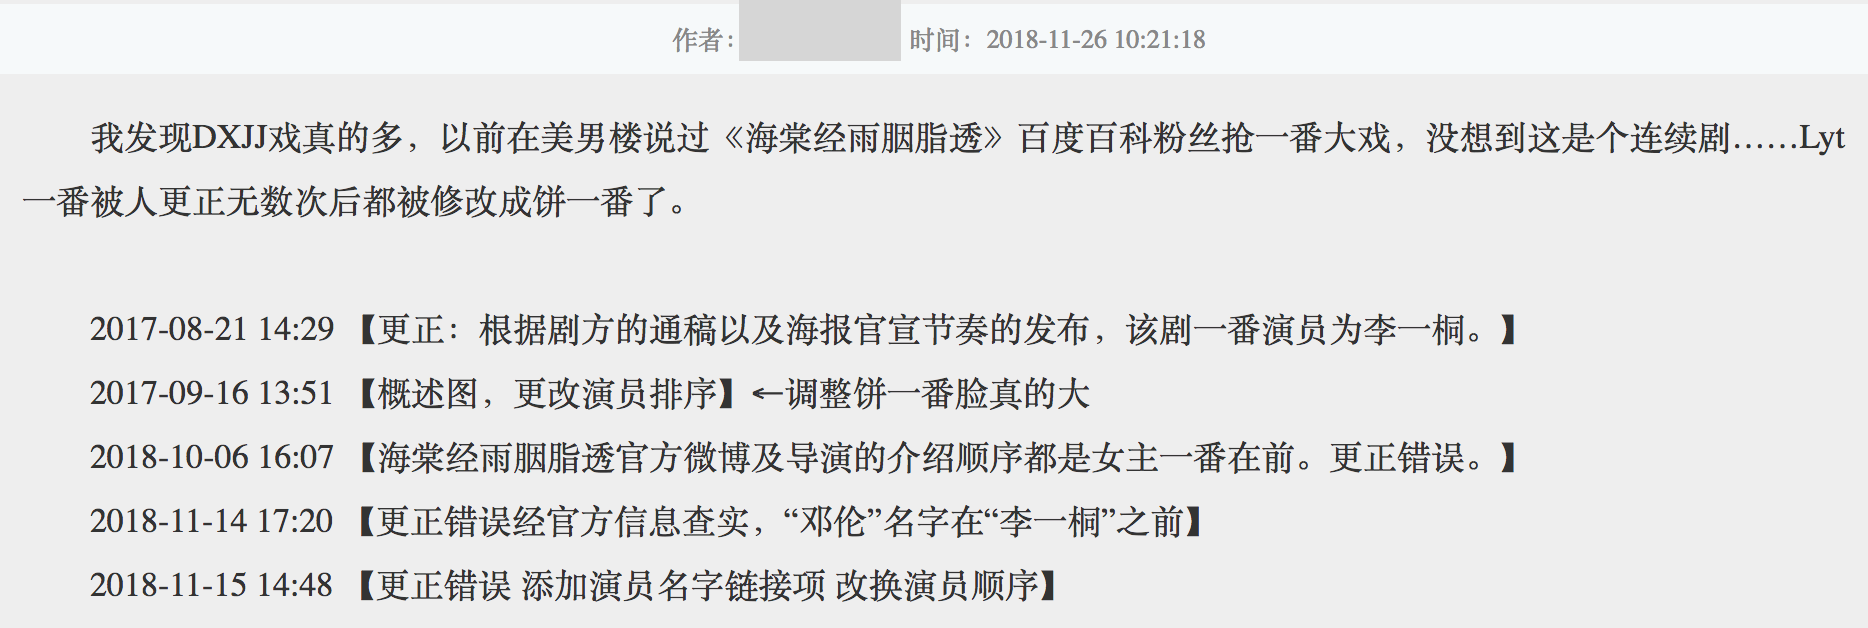 作者： 时间：2018-11-26 10:21:18
我发现DXJJ戏真的多，以前在美男楼说过《海棠经雨胭脂透》百度百科粉丝抢一番大戏，没想到这是个连续剧……Lyt
一番被人更正无数次后都被修改成饼一番了。
2017-08-21 14:29 【更正：根据剧方的通稿以及海报官宣节奏的发布，该剧一番演员为李一桐。】
2017-09-16 13:51 【概述图，更改演员排序】←调整饼一番脸真的大
2018-10-06 16:07 【海棠经雨胭脂透官方微博及导演的介绍顺序都是女主一番在前。更正错误。】
2018-11-14 17:20 【更正错误经官方信息查实，“邓伦”名字在“李一桐”之前】
2018-11-15 14:48 【更正错误 添加演员名字链接项 改换演员顺序】